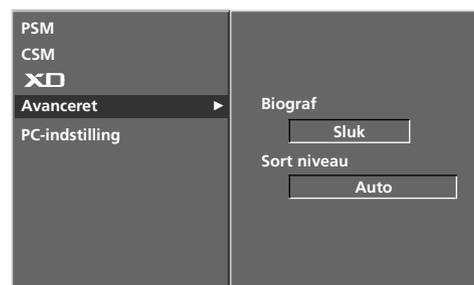 PSM
CSM
XD
Avanceret
PC-indstilling
Biograf
Sluk
Sort niveau
Auto